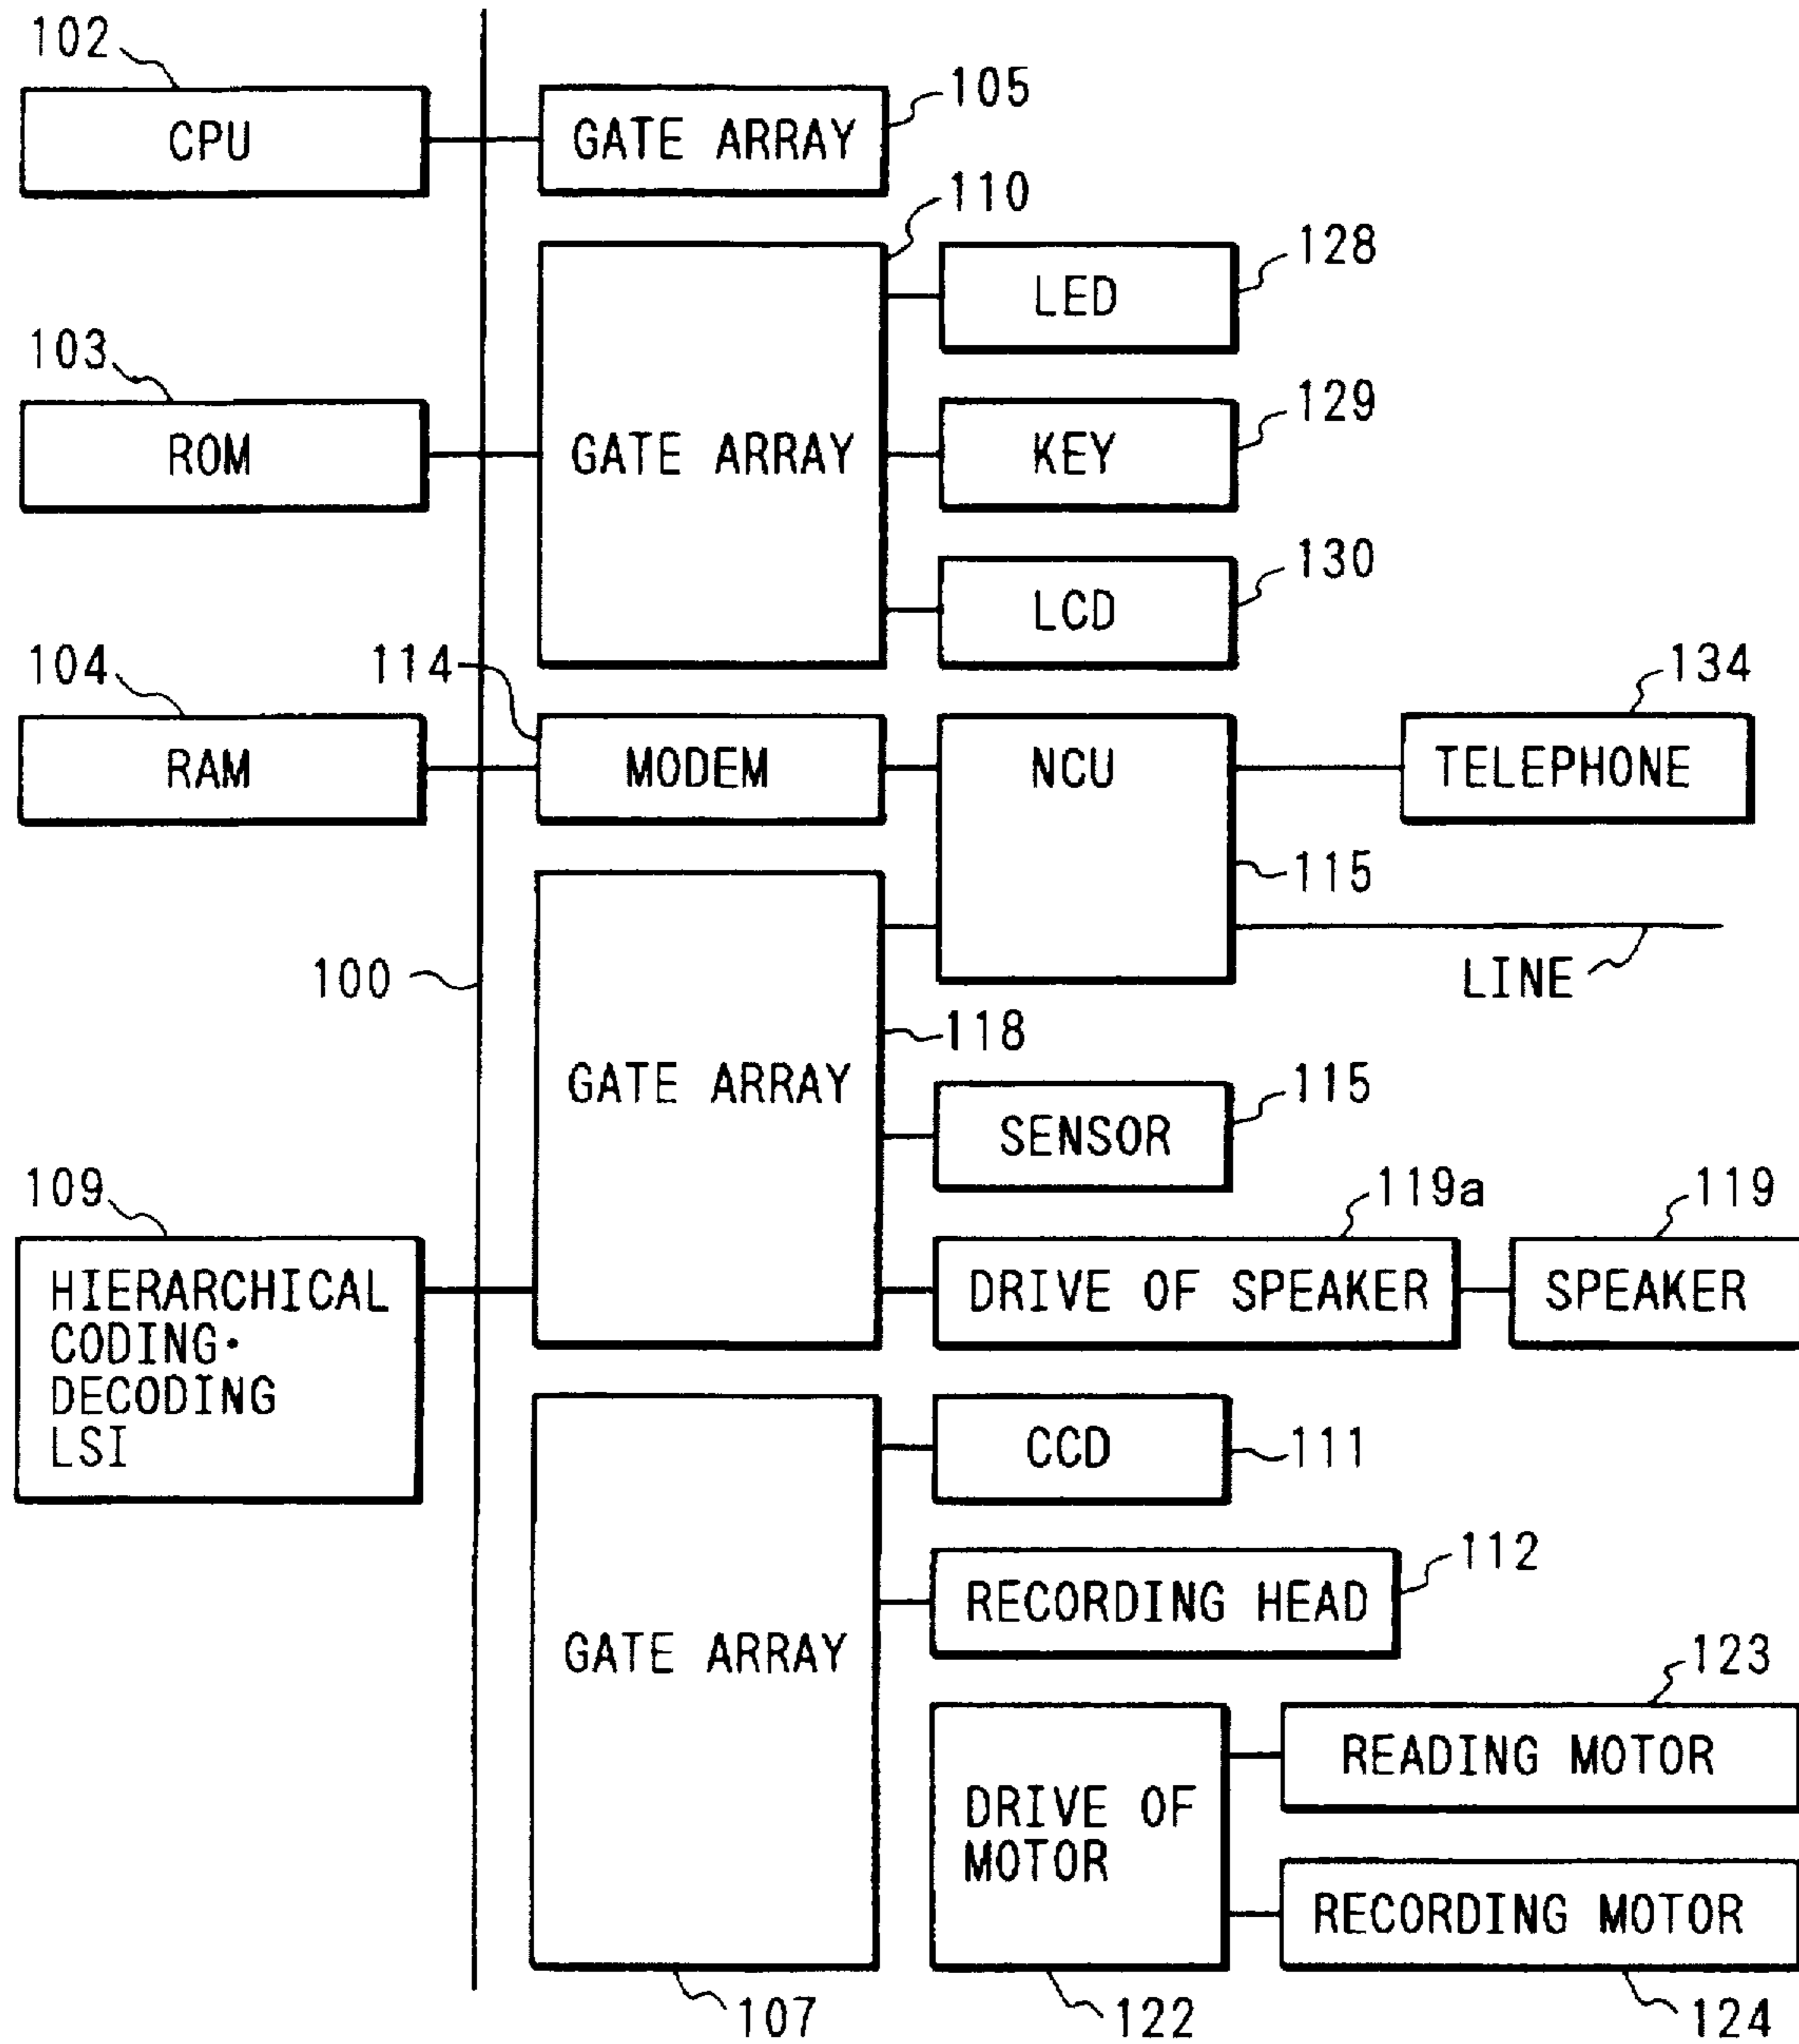 102
CPU
GATE ARRAY
105
110
GATE ARRAY
LED
128
103
ROM
KEY
129
LCD
130
104
RAM
114
MODEM
NCU
115
134
TELEPHONE
LINE
100
118
GATE ARRAY
SENSOR
115
109
HIERARCHICAL
CODING·
DECODING
LSI
119a
DRIVE OF SPEAKER
119
SPEAKER
CCD
111
RECORDING HEAD
112
GATE ARRAY
107
DRIVE OF
MOTOR
122
123
READING MOTOR
RECORDING MOTOR
124